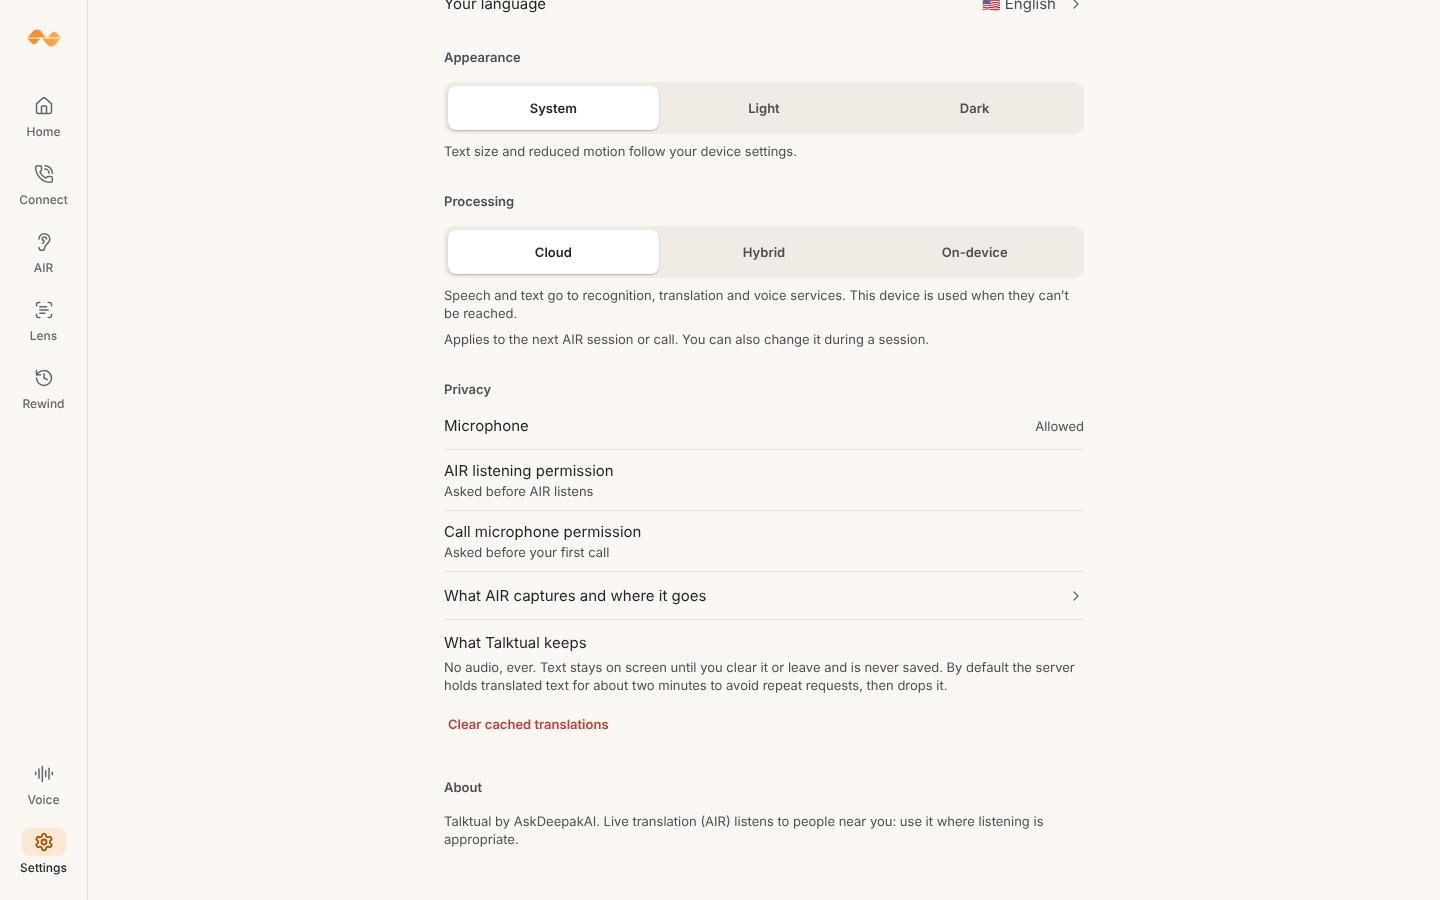 Your language
🇺🇸 English
Home
Connect
AIR
Lens
Rewind
Voice
Settings
Appearance
System
Light
Dark
Text size and reduced motion follow your device settings.
Processing
Cloud
Hybrid
On-device
Speech and text go to recognition, translation and voice services. This device is used when they can’t
be reached.
Applies to the next AIR session or call. You can also change it during a session.
Privacy
Microphone
Allowed
AIR listening permission
Asked before AIR listens
Call microphone permission
Asked before your first call
What AIR captures and where it goes
What Talktual keeps
No audio, ever. Text stays on screen until you clear it or leave and is never saved. By default the server
holds translated text for about two minutes to avoid repeat requests, then drops it.
Clear cached translations
About
Talktual by AskDeepakAI. Live translation (AIR) listens to people near you: use it where listening is
appropriate.